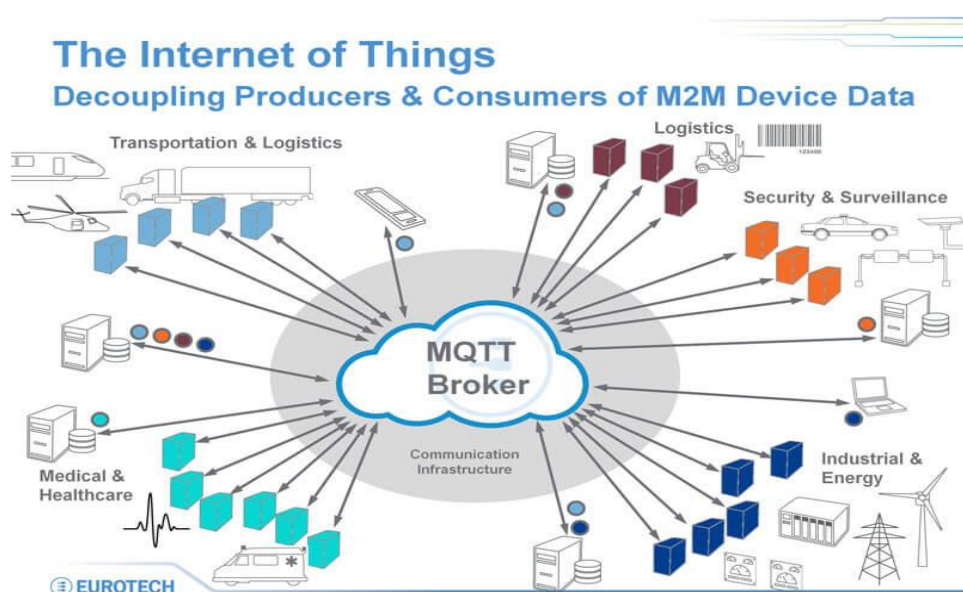 The Internet of Things
Decoupling Producers & Consumers of M2M Device Data
Transportation & Logistics
Logistics
123400
Security & Surveillance
MQTT
Broker
Communication
Infrastructure
Medical &
Healthcare
Industrial &
Energy
EUROTECH